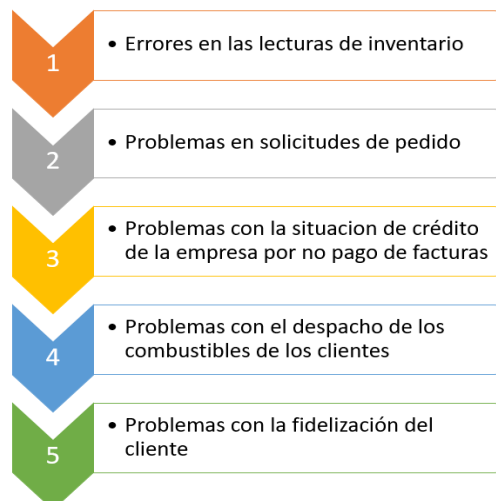 1
• Errores en las lecturas de inventario
2
• Problemas en solicitudes de pedido
3
• Problemas con la situacion de crédito
de la empresa por no pago de facturas
4
• Problemas con el despacho de los
combustibles de los clientes
5
• Problemas con la fidelización del
cliente